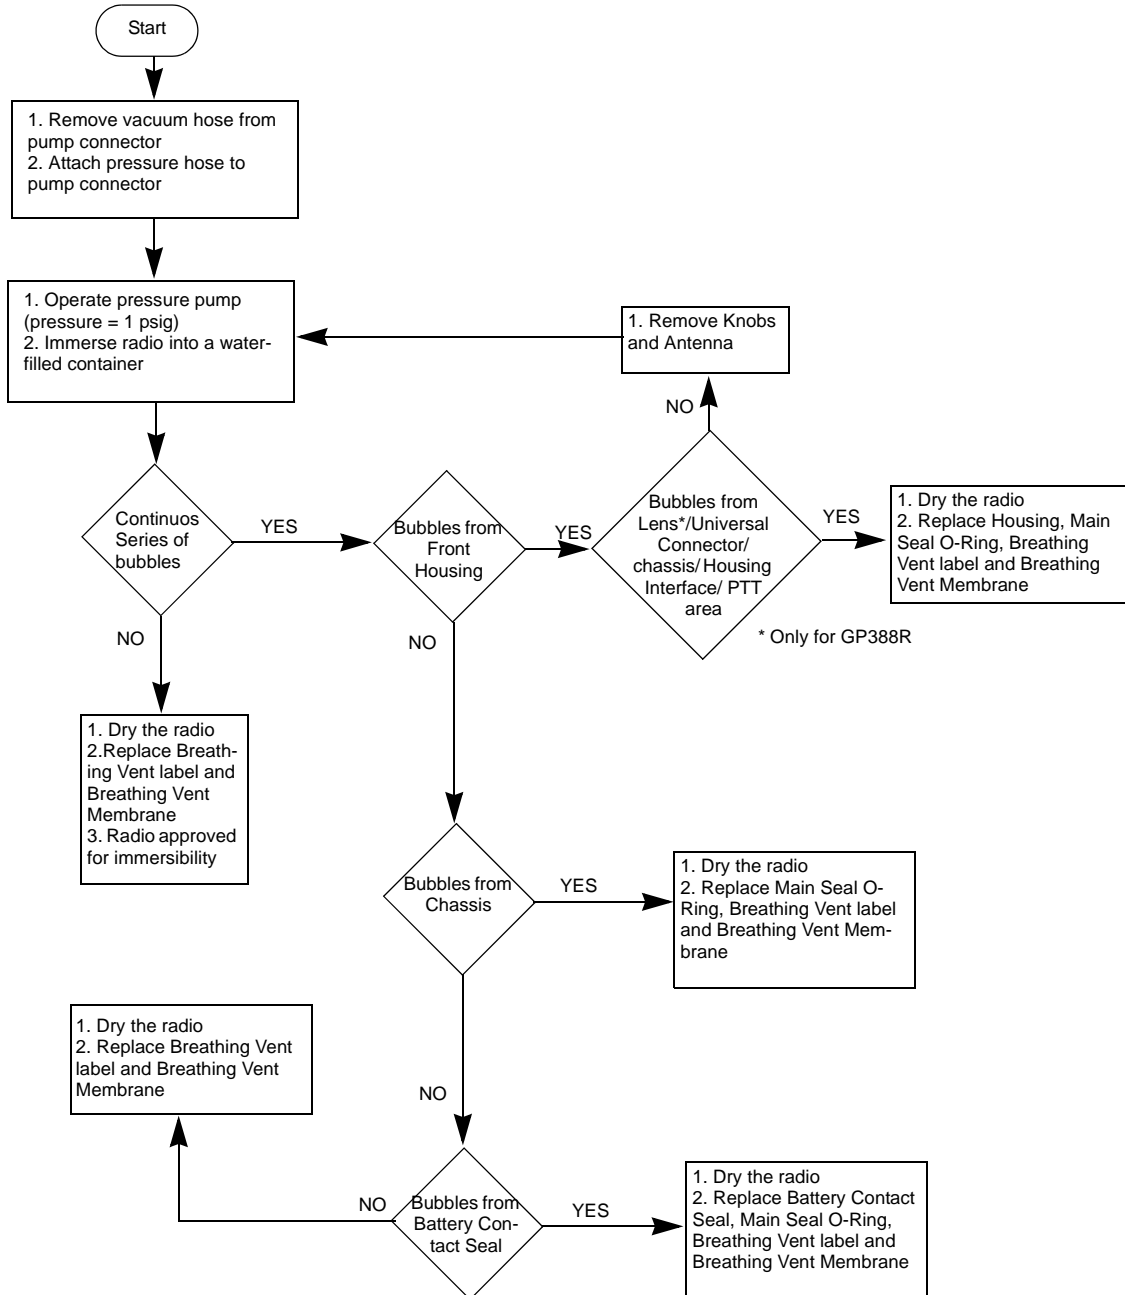 Start
1. Remove vacuum hose from
pump connector
2. Attach pressure hose to
pump connector
1. Operate pressure pump
(pressure = 1 psig)
2. Immerse radio into a water-
filled container
1. Remove Knobs
and Antenna
NO
Continuos
Series of
bubbles
YES
Bubbles from
Front
Housing
YES
Bubbles from
Lens*/Universal
Connector/
chassis/ Housing
Interface/ PTT
area
YES
1. Dry the radio
2. Replace Housing, Main
Seal O-Ring, Breathing
Vent label and Breathing
Vent Membrane
* Only for GP388R
NO
NO
1. Dry the radio
2.Replace Breath-
ing Vent label and
Breathing Vent
Membrane
3. Radio approved
for immersibility
Bubbles from
Chassis
YES
1. Dry the radio
2. Replace Main Seal O-
Ring, Breathing Vent label
and Breathing Vent Mem-
brane
1. Dry the radio
2. Replace Breathing Vent
label and Breathing Vent
Membrane
NO
NO
Bubbles from
Battery Con-
tact Seal
YES
1. Dry the radio
2. Replace Battery Contact
Seal, Main Seal O-Ring,
Breathing Vent label and
Breathing Vent Membrane